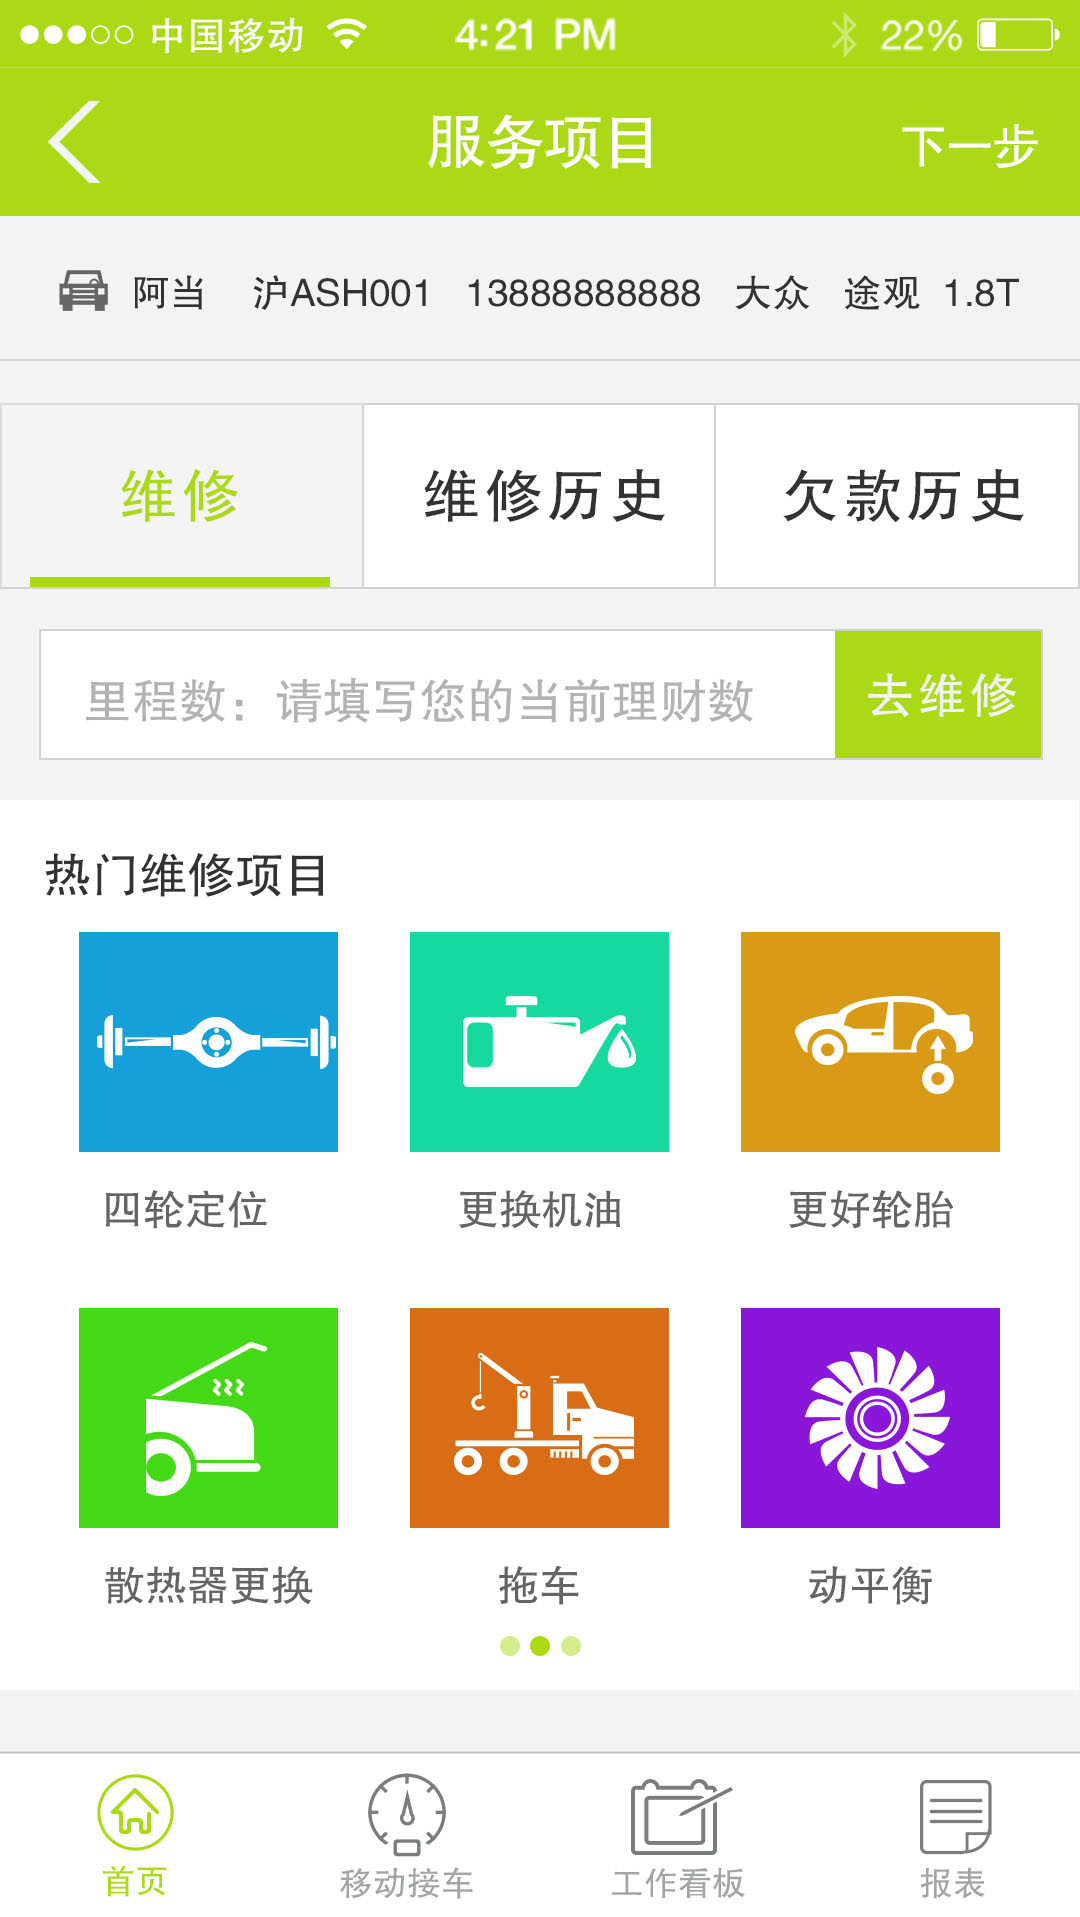 中国移动 4:21 PM 22%
服务项目 下一步
阿当 沪ASH001 13888888888 大众 途观 1.8T
维修 维修历史 欠款历史
里程数：请填写您的当前理财数 去维修
热门维修项目
四轮定位 更换机油 更好轮胎
散热器更换 拖车 动平衡
首页 移动接车 工作看板 报表